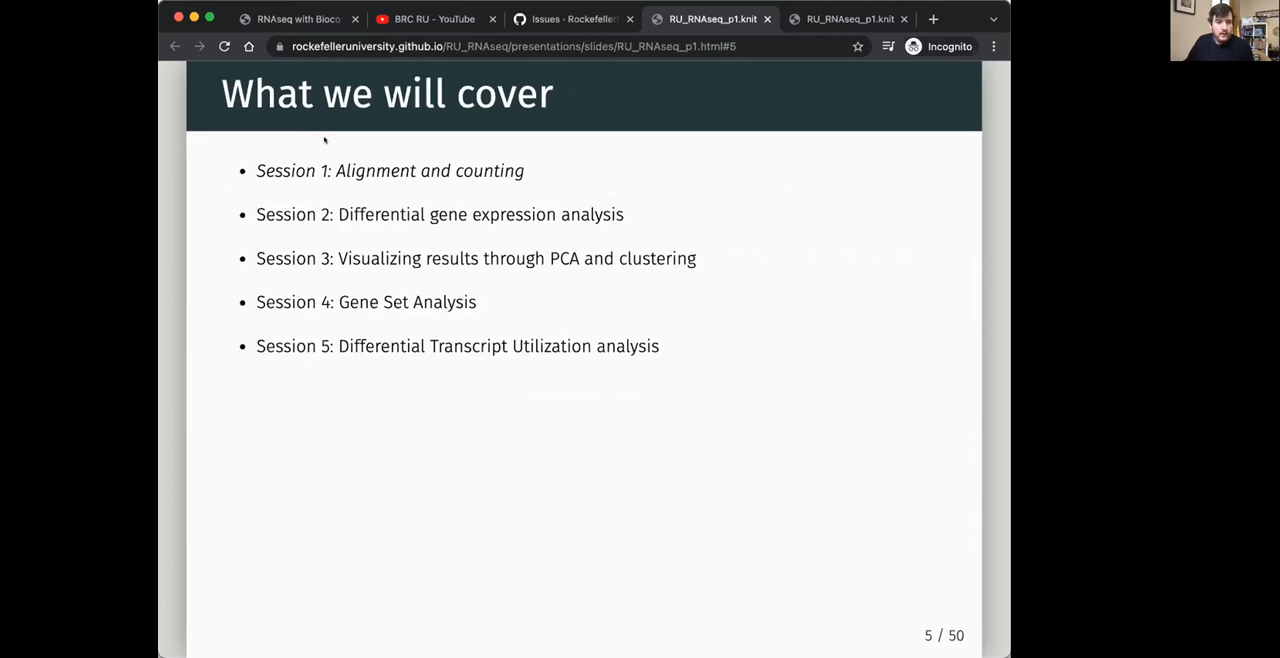 RNAseq with Bioco
BRC RU - YouTube
Issues · Rockefeller
RU_RNAseq_p1.knit
RU_RNAseq_p1.knit
rockefelleruniversity.github.io/RU_RNAseq/presentations/slides/RU_RNAseq_p1.html#5
Incognito
What we will cover
• Session 1: Alignment and counting
• Session 2: Differential gene expression analysis
• Session 3: Visualizing results through PCA and clustering
• Session 4: Gene Set Analysis
• Session 5: Differential Transcript Utilization analysis
5 / 50